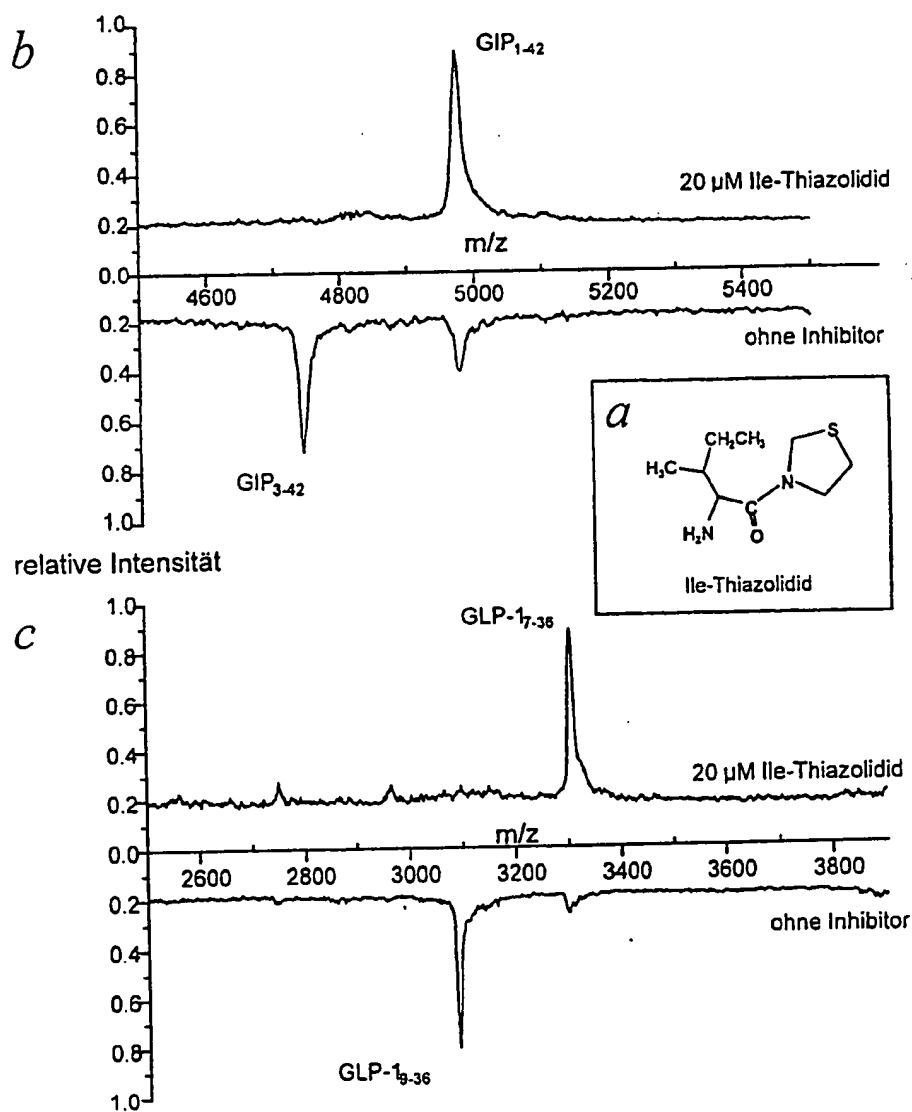 b
1.0
0.8
0.6
0.4
0.2
0.0
GIP1-42
20 µM Ile-Thiazolidid
m/z
4600 4800 5000 5200 5400
0.2
0.4
0.6
0.8
1.0
ohne Inhibitor
GIP3-42
a
CH2CH3
H3C
S
N
C
H2N
O
Ile-Thiazolidid
relative Intensität
c
1.0
0.8
0.6
0.4
0.2
0.0
GLP-17-36
20 µM Ile-Thiazolidid
m/z
2600 2800 3000 3200 3400 3600 3800
0.2
0.4
0.6
0.8
1.0
ohne Inhibitor
GLP-19-36